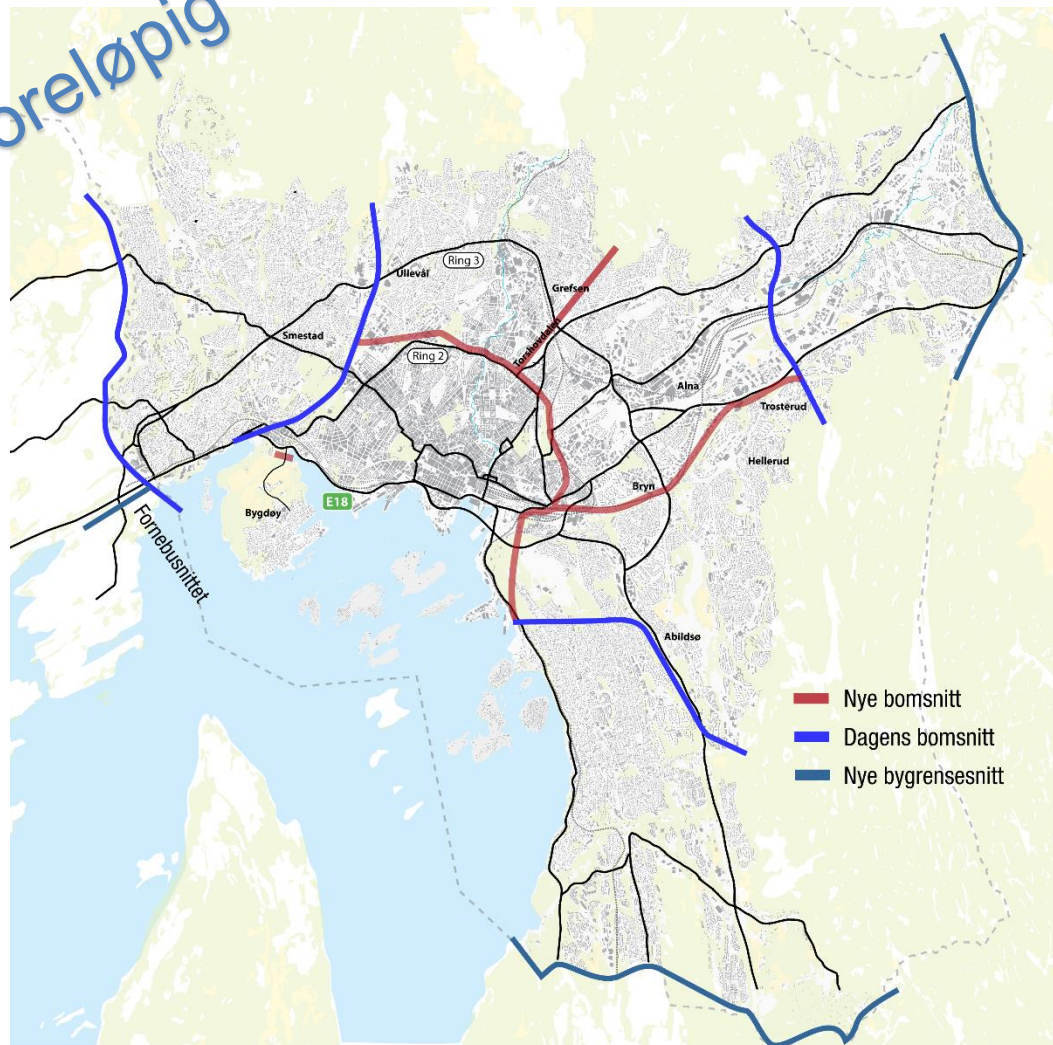 oreløpig
Ring 3
Ullevål
Grefsen
Smestad
Torshovdalen
Ring 2
Alna
Trosterud
Hellerud
Bryn
E18
Bygdøy
Fornebusnittet
Abildsø
Nye bomsnitt
Dagens bomsnitt
Nye bygrensesnitt